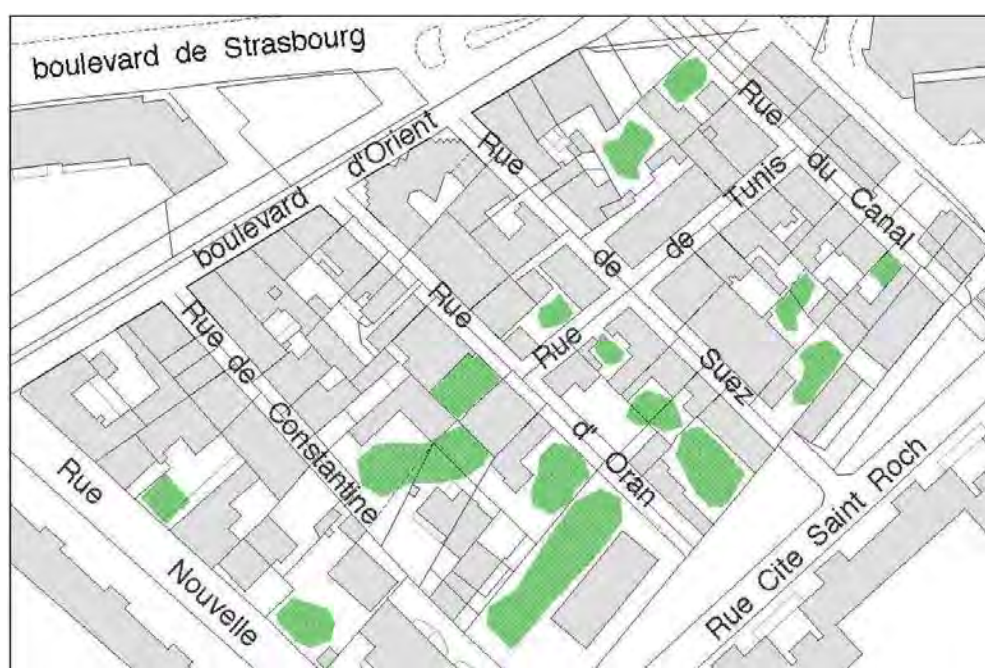 boulevard de Strasbourg
boulevard d'Orient
Rue du Canal
Rue de Suez
Rue de Tunis
Rue d' Oran
Rue de Constantine
Rue Nouvelle
Rue Cite Saint Roch